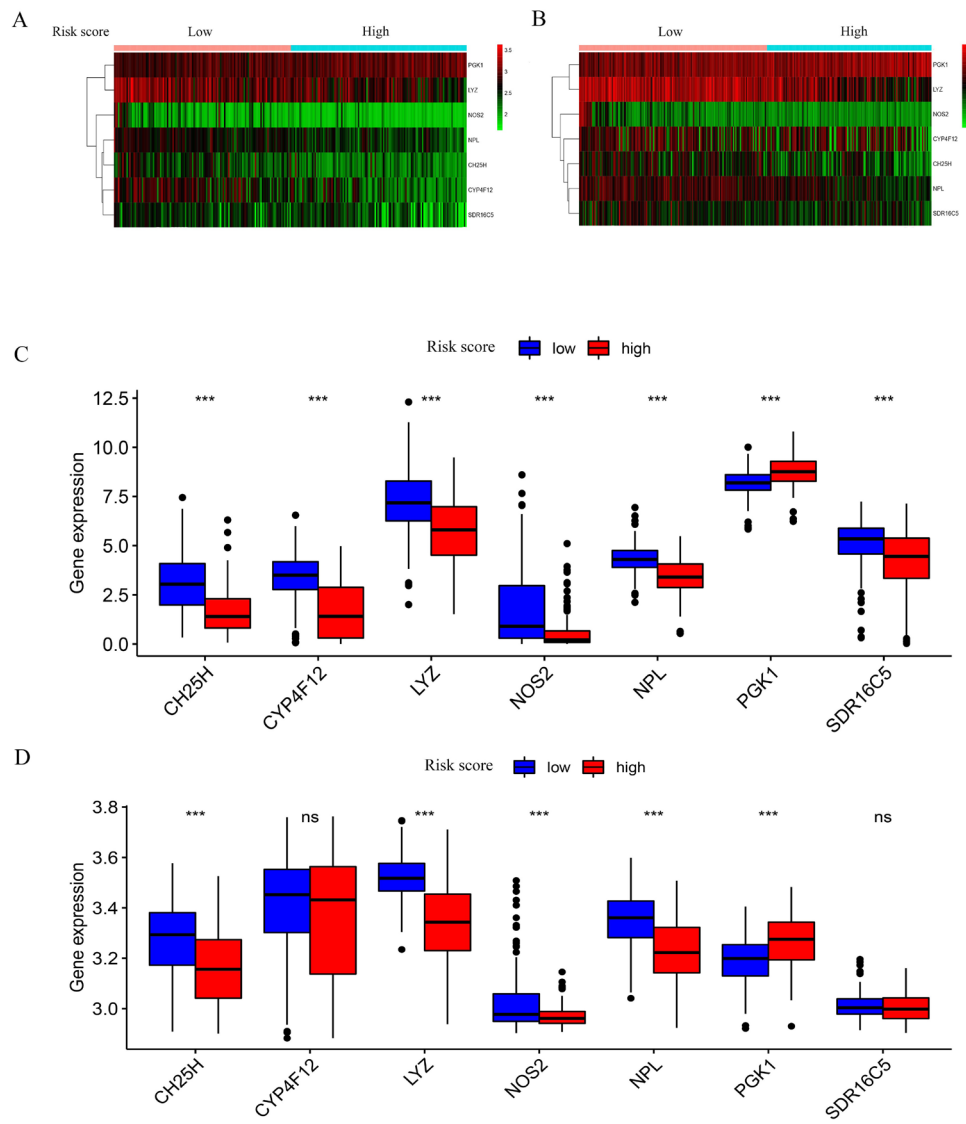 A
B
Risk score Low High
Low High
3.5
3
2.5
2
PGK1
LYZ
NOS2
NPL
CH25H
CYP4F12
SDR16C5
PGK1
LYZ
NOS2
CYP4F12
CH25H
NPL
SDR16C5
C
Risk score low high
Gene expression
12.5
10.0
7.5
5.0
2.5
0.0
*** *** *** *** *** *** ***
CH25H CYP4F12 LYZ NOS2 NPL PGK1 SDR16C5
D
Risk score low high
Gene expression
3.8
3.6
3.4
3.2
3.0
*** ns *** *** *** *** ns
CH25H CYP4F12 LYZ NOS2 NPL PGK1 SDR16C5